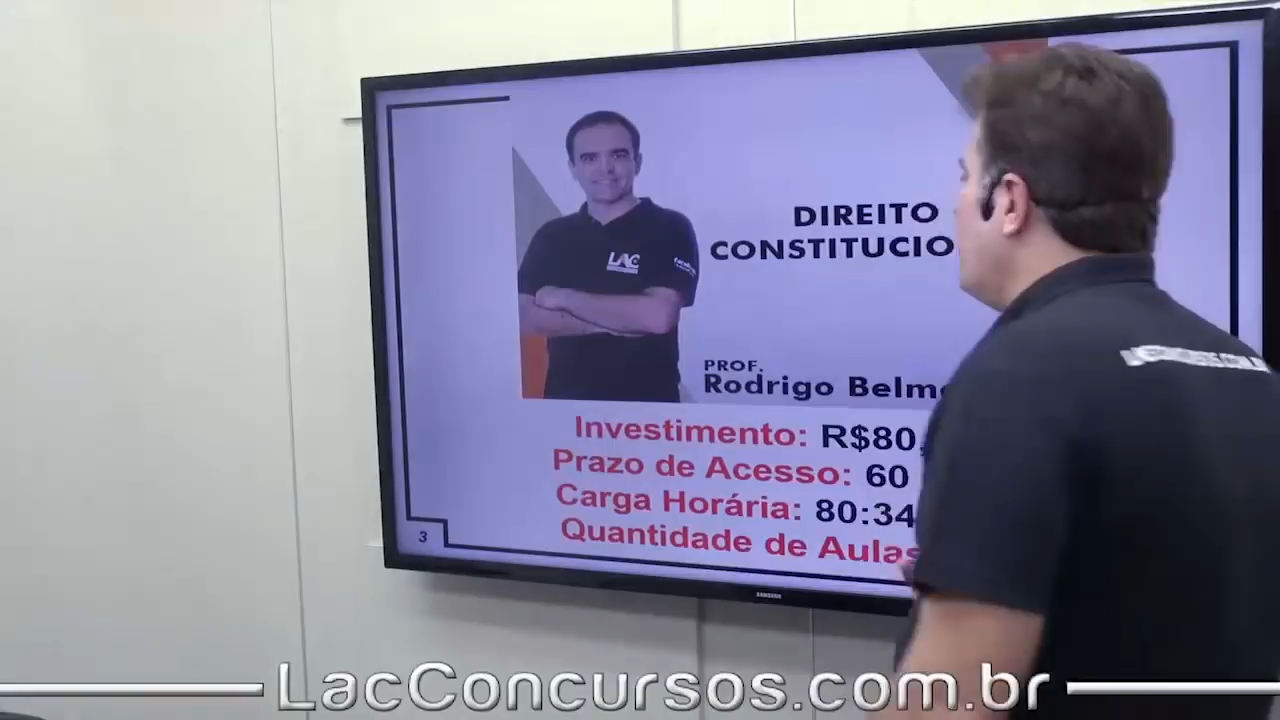 DIREITO
CONSTITUCIO
LAC
PROF.
Rodrigo Belm
Investimento: R$80,
Prazo de Acesso: 60
Carga Horária: 80:34
Quantidade de Aulas
3
SAMSUNG
LacConcursos.com.br